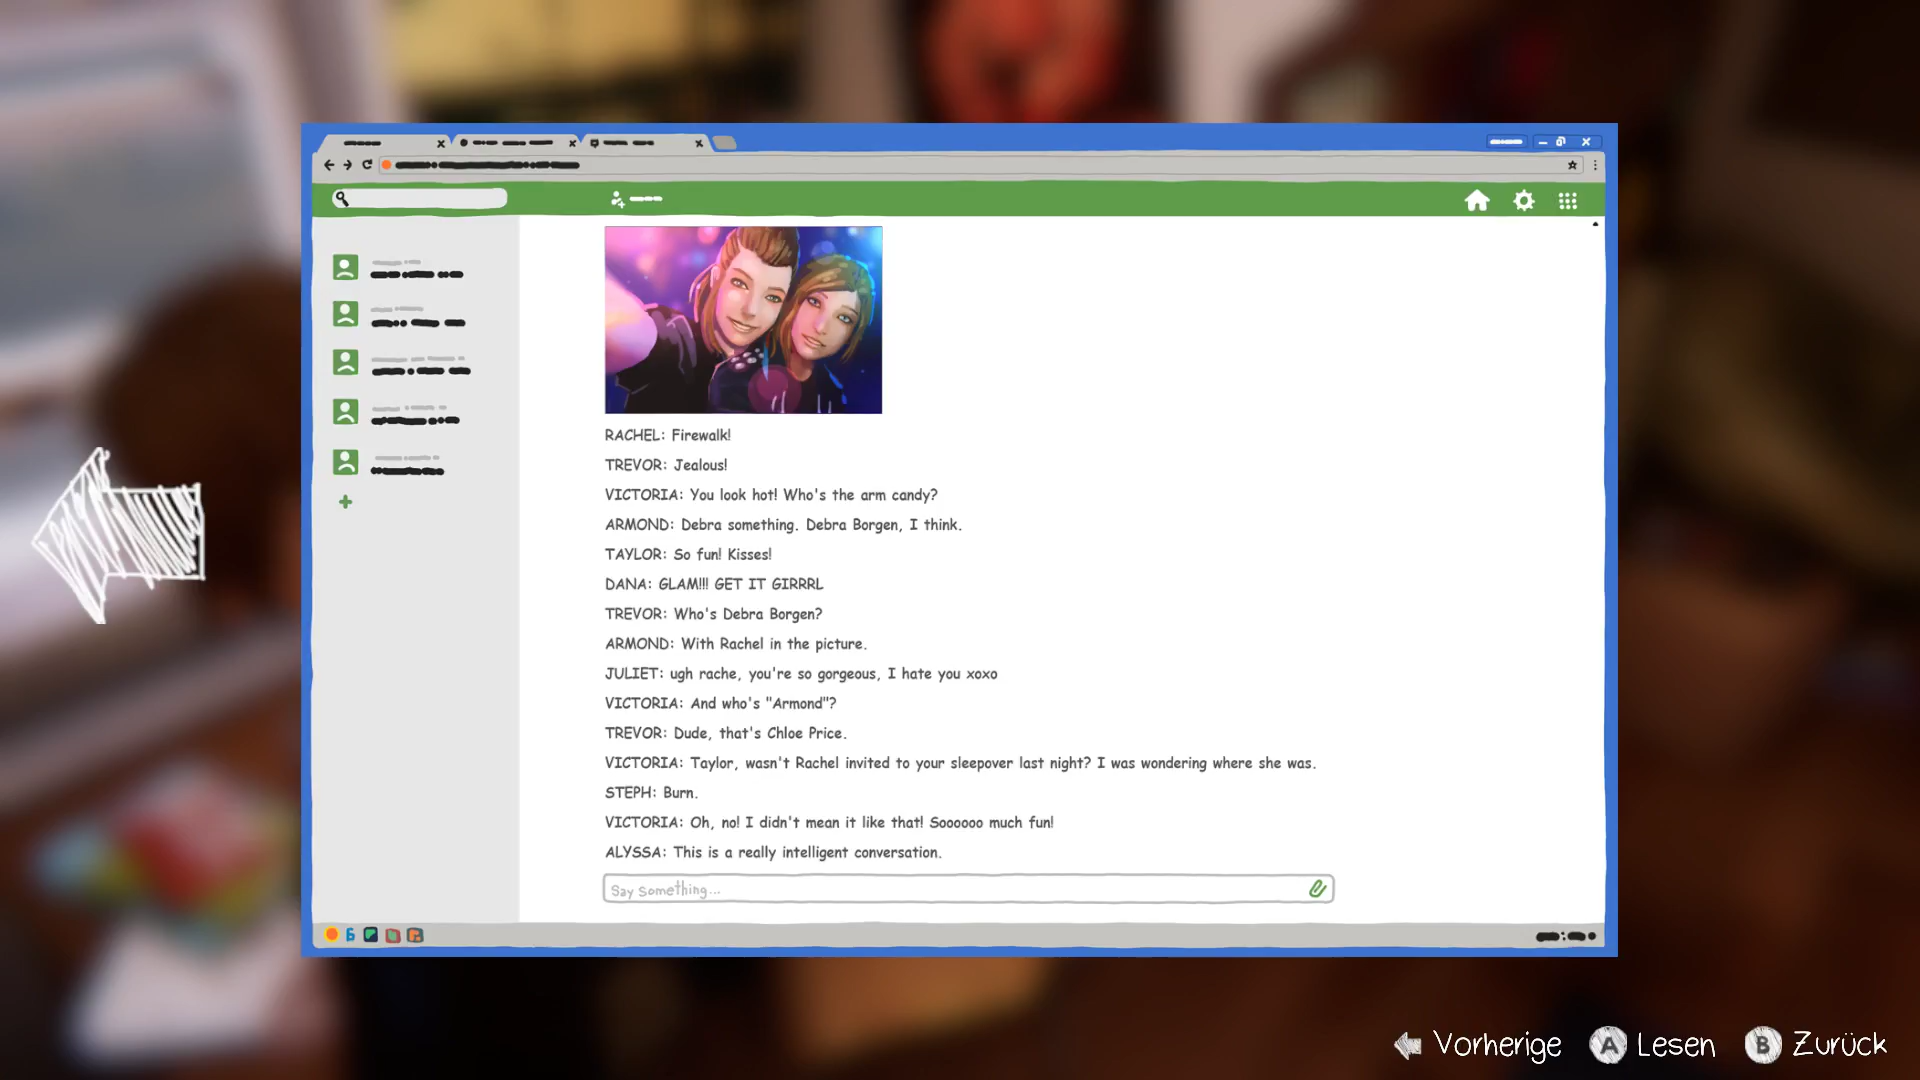 RACHEL: Firewalk!
TREVOR: Jealous!
VICTORIA: You look hot! Who's the arm candy?
ARMOND: Debra something. Debra Borgen, I think.
TAYLOR: So fun! Kisses!
DANA: GLAM!!! GET IT GIRRRL
TREVOR: Who's Debra Borgen?
ARMOND: With Rachel in the picture.
JULIET: ugh rache, you're so gorgeous, I hate you xoxo
VICTORIA: And who's "Armond"?
TREVOR: Dude, that's Chloe Price.
VICTORIA: Taylor, wasn't Rachel invited to your sleepover last night? I was wondering where she was.
STEPH: Burn.
VICTORIA: Oh, no! I didn't mean it like that! Soooooo much fun!
ALYSSA: This is a really intelligent conversation.
Say something...
Vorherige A Lesen B Zurück